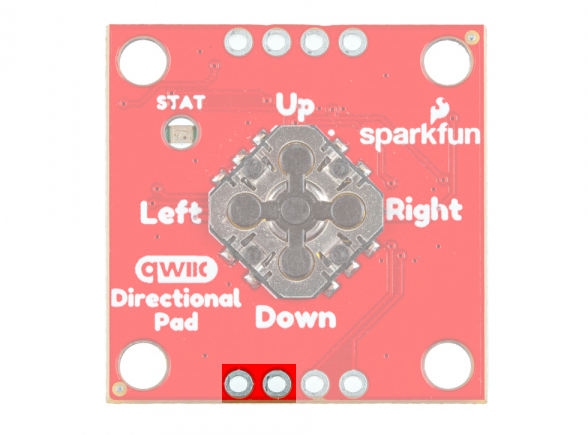 STAT
Up
sparkfun
Left
Right
qwiic
Directional
Pad
Down